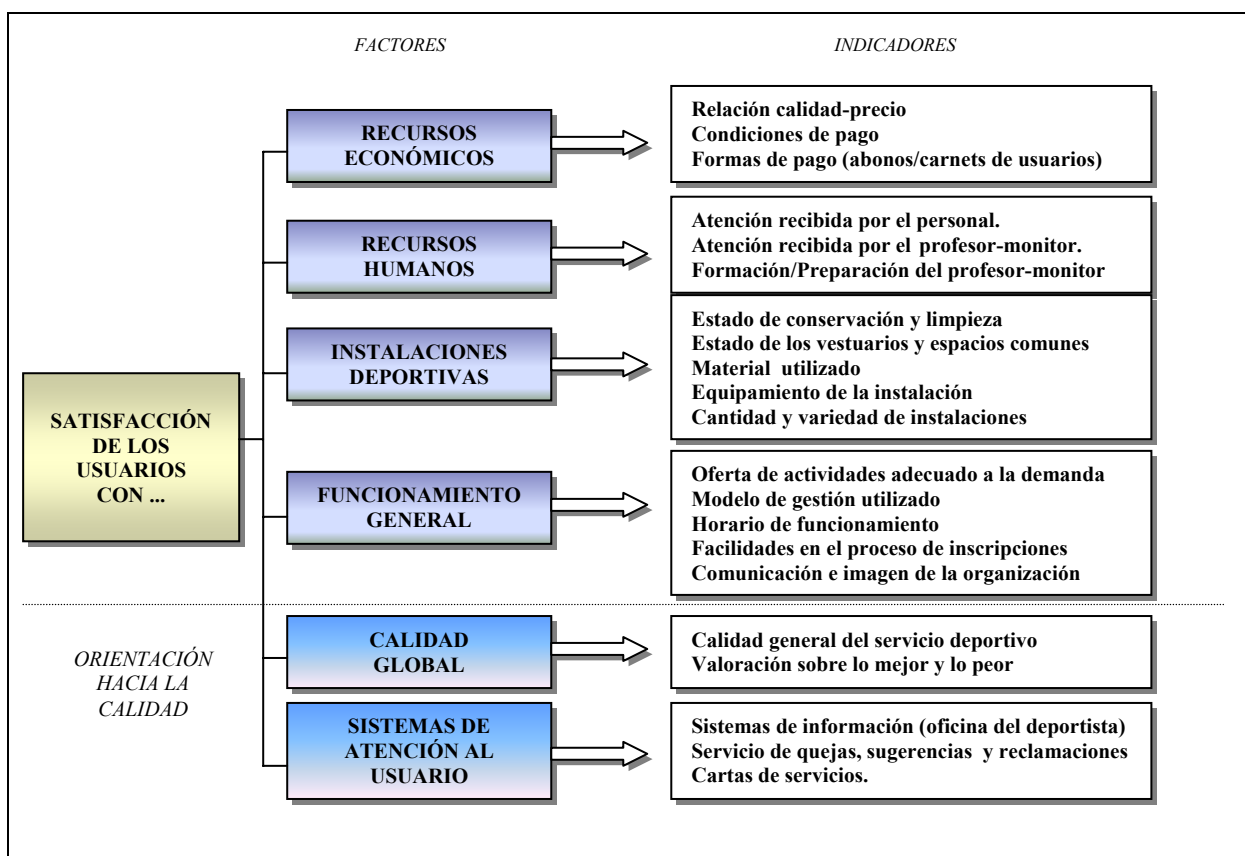 FACTORES
INDICADORES
SATISFACCIÓN
DE LOS
USUARIOS
CON ...
RECURSOS
ECONÓMICOS
Relación calidad-precio
Condiciones de pago
Formas de pago (abonos/carnets de usuarios)
RECURSOS
HUMANOS
Atención recibida por el personal.
Atención recibida por el profesor-monitor.
Formación/Preparación del profesor-monitor
INSTALACIONES
DEPORTIVAS
Estado de conservación y limpieza
Estado de los vestuarios y espacios comunes
Material utilizado
Equipamiento de la instalación
Cantidad y variedad de instalaciones
FUNCIONAMIENTO
GENERAL
Oferta de actividades adecuado a la demanda
Modelo de gestión utilizado
Horario de funcionamiento
Facilidades en el proceso de inscripciones
Comunicación e imagen de la organización
ORIENTACIÓN
HACIA LA
CALIDAD
CALIDAD
GLOBAL
Calidad general del servicio deportivo
Valoración sobre lo mejor y lo peor
SISTEMAS DE
ATENCIÓN AL
USUARIO
Sistemas de información (oficina del deportista)
Servicio de quejas, sugerencias y reclamaciones
Cartas de servicios.